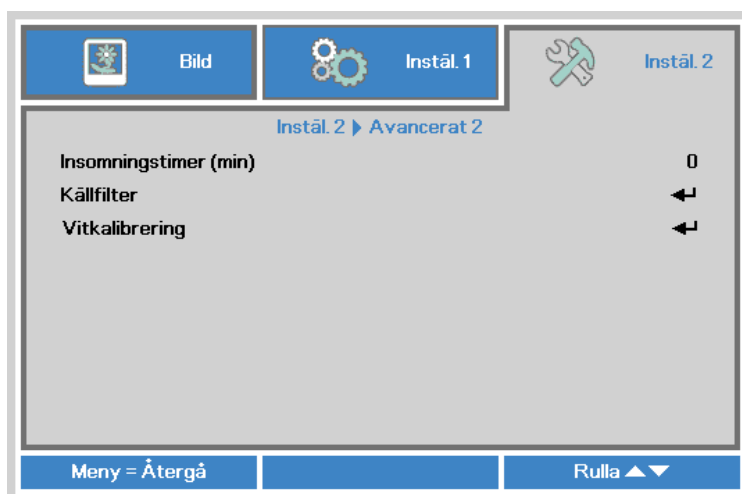 Bild
Instäl. 1
Instäl. 2
Instäl. 2 ▶ Avancerat 2
Insomningstimer (min) 0
Källfilter ↵
Vitkalibrering ↵
Meny = Återgå
Rulla ▲▼